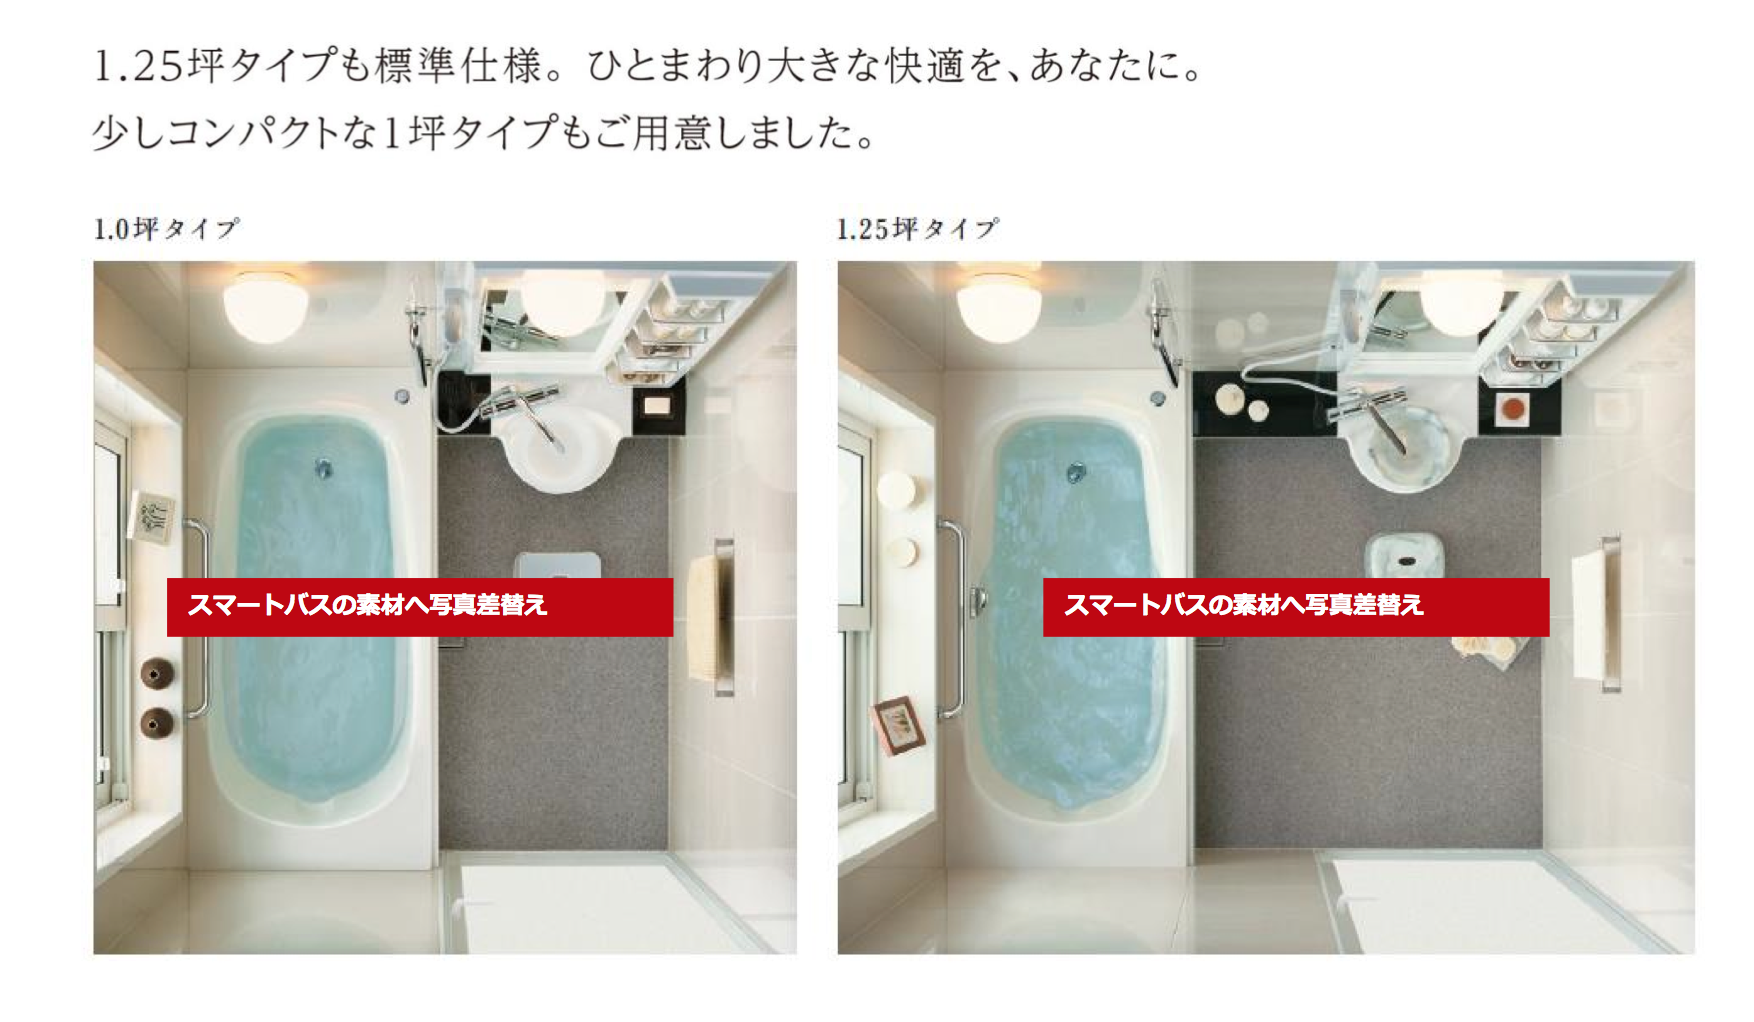 1.25坪タイプも標準仕様。ひとまわり大きな快適を、あなたに。
少しコンパクトな1坪タイプもご用意しました。
1.0坪タイプ
1.25坪タイプ
スマートバスの素材へ写真差替え
スマートバスの素材へ写真差替え